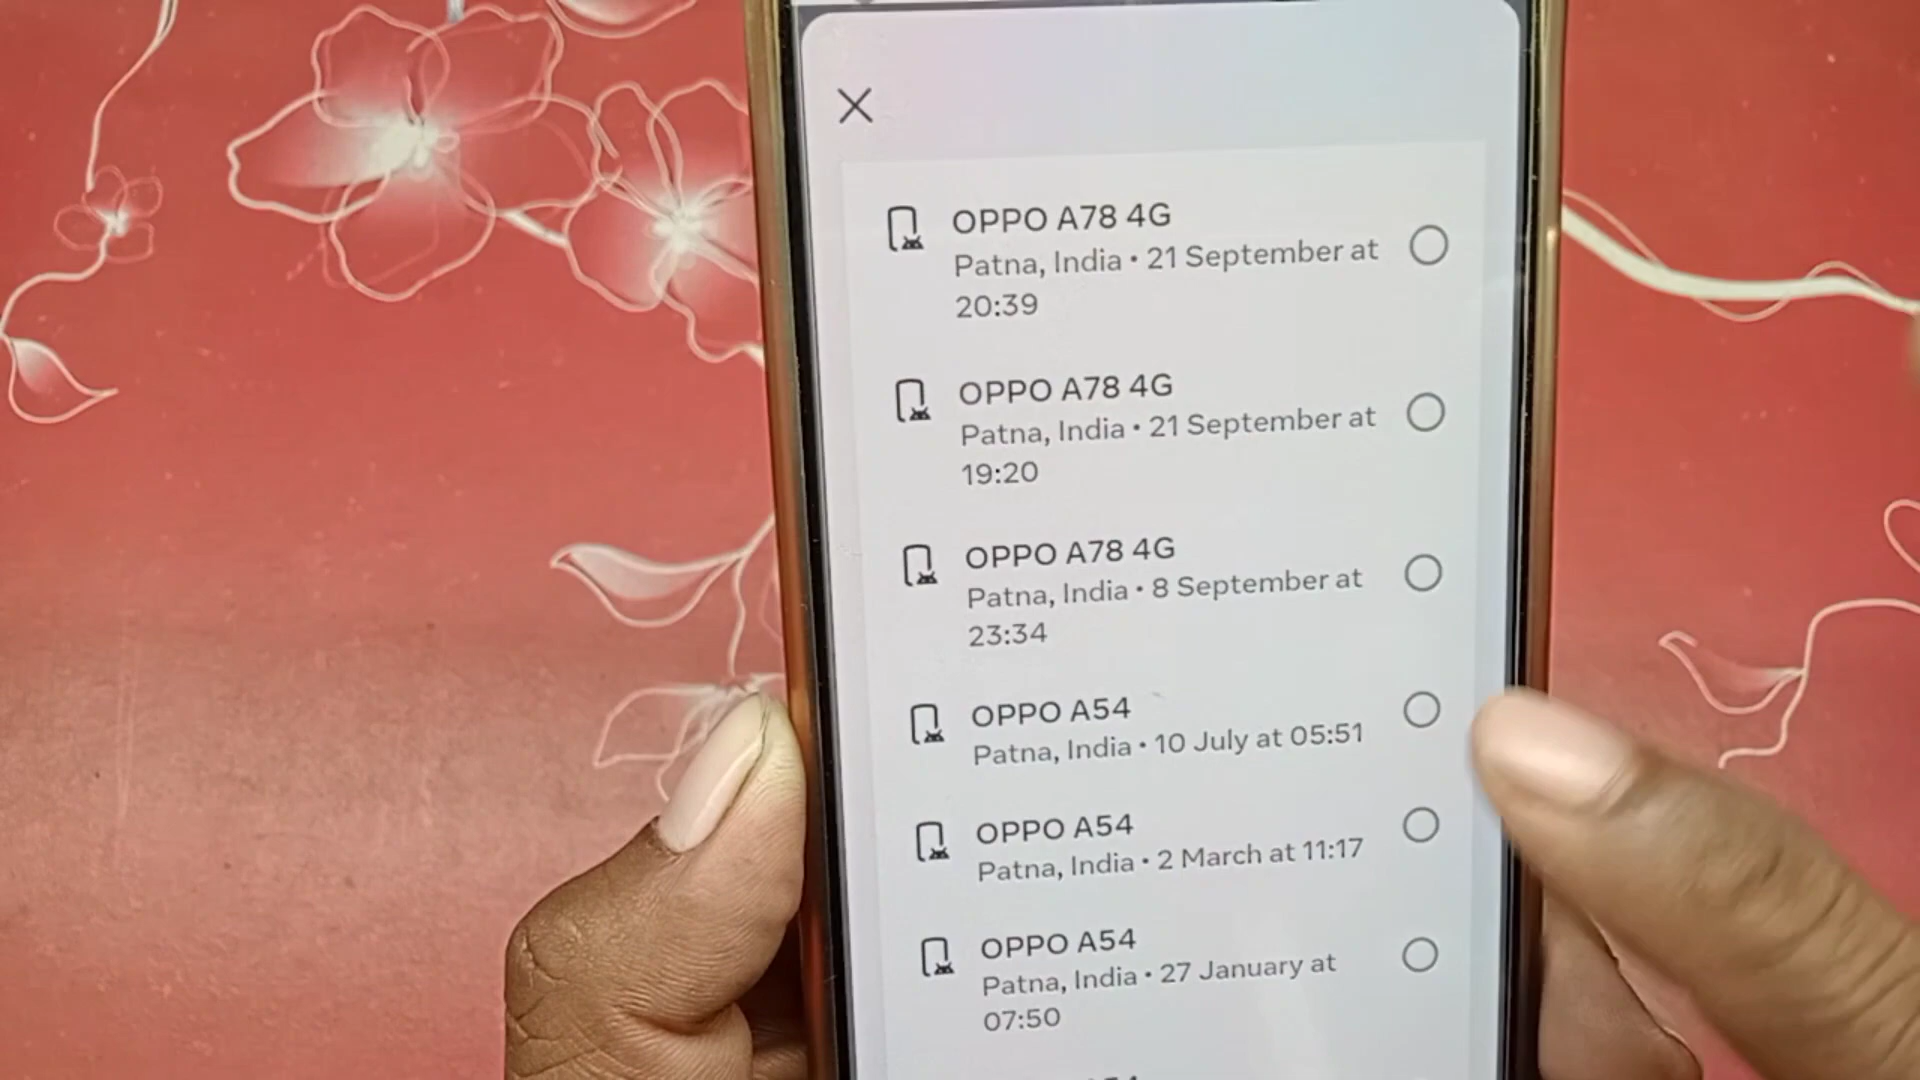 OPPO A78 4G
Patna, India • 21 September at
20:39
OPPO A78 4G
Patna, India • 21 September at
19:20
OPPO A78 4G
Patna, India • 8 September at
23:34
OPPO A54
Patna, India • 10 July at 05:51
OPPO A54
Patna, India • 2 March at 11:17
OPPO A54
Patna, India • 27 January at
07:50